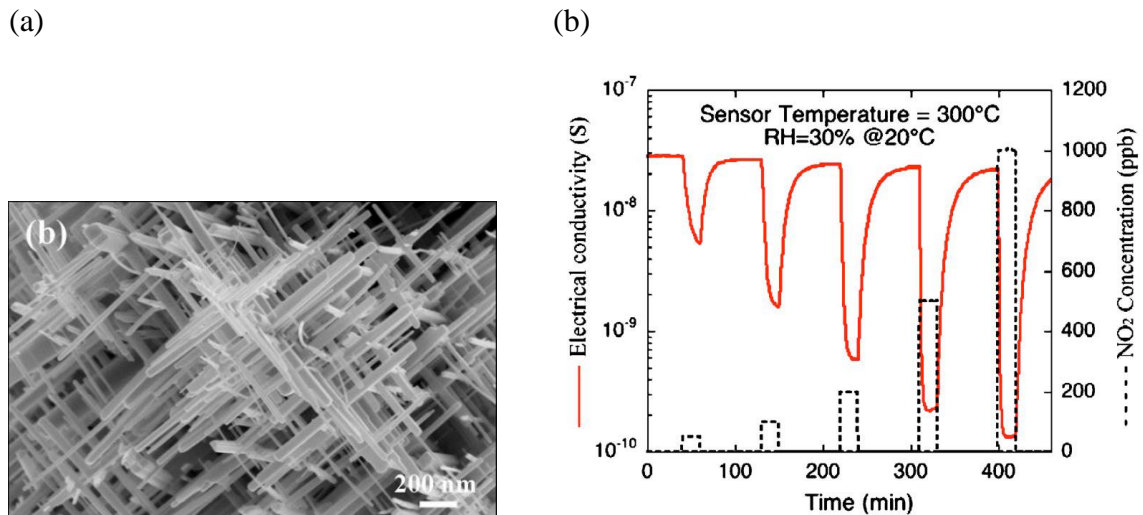 (a)
(b)
(b)
200 nm
Sensor Temperature = 300°C
RH=30% @20°C
Electrical conductivity (S)
10-7
10-8
10-9
10-10
1200
1000
800
600
400
200
0
NO2 Concentration (ppb)
0 100 200 300 400
Time (min)